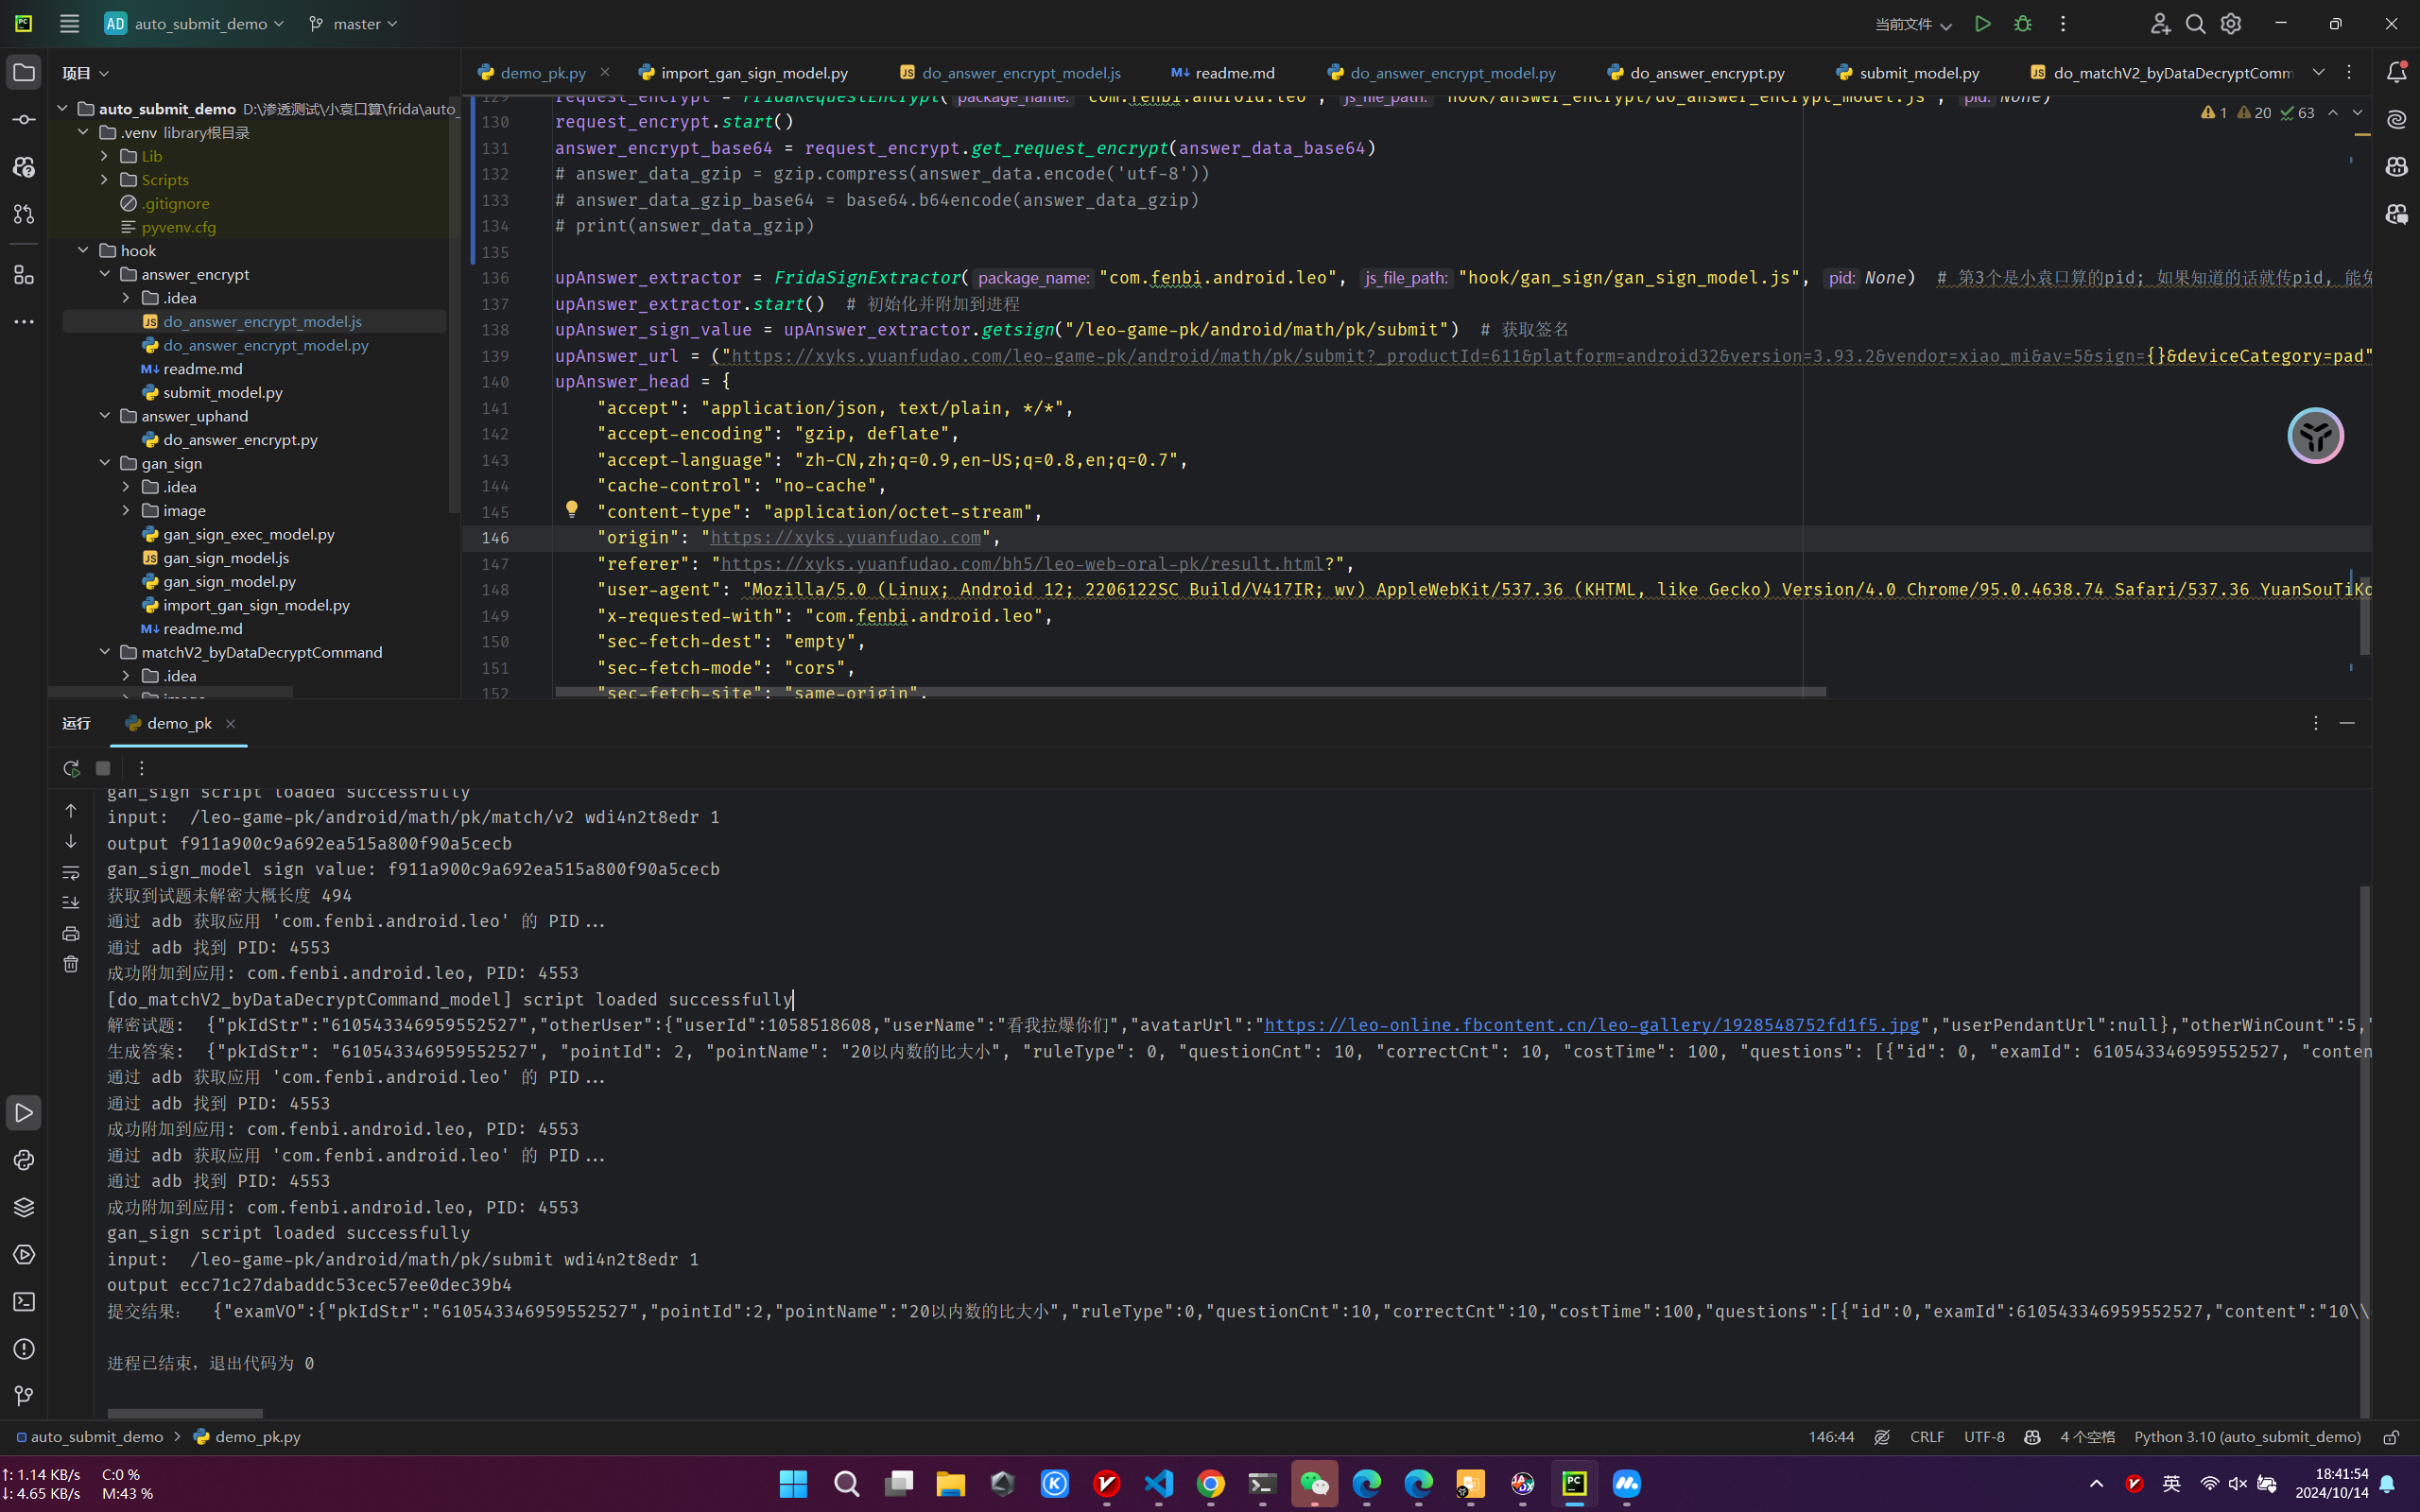 AD auto_submit_demo master 当前文件
项目
auto_submit_demo D:\渗透测试\小袁口算\frida\auto_
.venv library根目录
Lib
Scripts
.gitignore
pyvenv.cfg
hook
answer_encrypt
.idea
do_answer_encrypt_model.js
do_answer_encrypt_model.py
readme.md
submit_model.py
answer_uphand
do_answer_encrypt.py
gan_sign
.idea
image
gan_sign_exec_model.py
gan_sign_model.js
gan_sign_model.py
import_gan_sign_model.py
readme.md
matchV2_byDataDecryptCommand
.idea
image
demo_pk.py import_gan_sign_model.py do_answer_encrypt_model.js readme.md do_answer_encrypt_model.py do_answer_encrypt.py submit_model.py do_matchV2_byDataDecryptComm
1 20 63
129 request_encrypt = FridaRequestEncrypt( package_name: "com.fenbi.android.leo", js_file_path: "hook/answer_encrypt/do_answer_encrypt_model.js", pid: None)
130 request_encrypt.start()
131 answer_encrypt_base64 = request_encrypt.get_request_encrypt(answer_data_base64)
132 # answer_data_gzip = gzip.compress(answer_data.encode('utf-8'))
133 # answer_data_gzip_base64 = base64.b64encode(answer_data_gzip)
134 # print(answer_data_gzip)
135
136 upAnswer_extractor = FridaSignExtractor( package_name: "com.fenbi.android.leo", js_file_path: "hook/gan_sign/gan_sign_model.js", pid: None) # 第3个是小袁口算的pid; 如果知道的话就传pid, 能免
137 upAnswer_extractor.start() # 初始化并附加到进程
138 upAnswer_sign_value = upAnswer_extractor.getsign("/leo-game-pk/android/math/pk/submit") # 获取签名
139 upAnswer_url = ("https://xyks.yuanfudao.com/leo-game-pk/android/math/pk/submit?_productId=611&platform=android32&version=3.93.2&vendor=xiao_mi&av=5&sign={}&deviceCategory=pad"
140 upAnswer_head = {
141 "accept": "application/json, text/plain, */*",
142 "accept-encoding": "gzip, deflate",
143 "accept-language": "zh-CN,zh;q=0.9,en-US;q=0.8,en;q=0.7",
144 "cache-control": "no-cache",
145 "content-type": "application/octet-stream",
146 "origin": "https://xyks.yuanfudao.com",
147 "referer": "https://xyks.yuanfudao.com/bh5/leo-web-oral-pk/result.html?",
148 "user-agent": "Mozilla/5.0 (Linux; Android 12; 2206122SC Build/V417IR; wv) AppleWebKit/537.36 (KHTML, like Gecko) Version/4.0 Chrome/95.0.4638.74 Safari/537.36 YuanSouTiKo
149 "x-requested-with": "com.fenbi.android.leo",
150 "sec-fetch-dest": "empty",
151 "sec-fetch-mode": "cors",
152 "sec-fetch-site": "same-origin",
运行 demo_pk
gan_sign script loaded successfully
input: /leo-game-pk/android/math/pk/match/v2 wdi4n2t8edr 1
output f911a900c9a692ea515a800f90a5cecb
gan_sign_model sign value: f911a900c9a692ea515a800f90a5cecb
获取到试题未解密大概长度 494
通过 adb 获取应用 'com.fenbi.android.leo' 的 PID...
通过 adb 找到 PID: 4553
成功附加到应用: com.fenbi.android.leo, PID: 4553
[do_matchV2_byDataDecryptCommand_model] script loaded successfully
解密试题: {"pkIdStr":"610543346959552527","otherUser":{"userId":1058518608,"userName":"看我拉爆你们","avatarUrl":"https://leo-online.fbcontent.cn/leo-gallery/1928548752fd1f5.jpg","userPendantUrl":null},"otherWinCount":5,"
生成答案: {"pkIdStr": "610543346959552527", "pointId": 2, "pointName": "20以内数的比大小", "ruleType": 0, "questionCnt": 10, "correctCnt": 10, "costTime": 100, "questions": [{"id": 0, "examId": 610543346959552527, "conten
通过 adb 获取应用 'com.fenbi.android.leo' 的 PID...
通过 adb 找到 PID: 4553
成功附加到应用: com.fenbi.android.leo, PID: 4553
通过 adb 获取应用 'com.fenbi.android.leo' 的 PID...
通过 adb 找到 PID: 4553
成功附加到应用: com.fenbi.android.leo, PID: 4553
gan_sign script loaded successfully
input: /leo-game-pk/android/math/pk/submit wdi4n2t8edr 1
output ecc71c27dabaddc53cec57ee0dec39b4
提交结果: {"examVO":{"pkIdStr":"610543346959552527","pointId":2,"pointName":"20以内数的比大小","ruleType":0,"questionCnt":10,"correctCnt":10,"costTime":100,"questions":[{"id":0,"examId":610543346959552527,"content":"10\\
进程已结束，退出代码为 0
auto_submit_demo demo_pk.py 146:44 CRLF UTF-8 4 个空格 Python 3.10 (auto_submit_demo)
↑: 1.14 KB/s C:0 %
↓: 4.65 KB/s M:43 %
英
18:41:54
2024/10/14